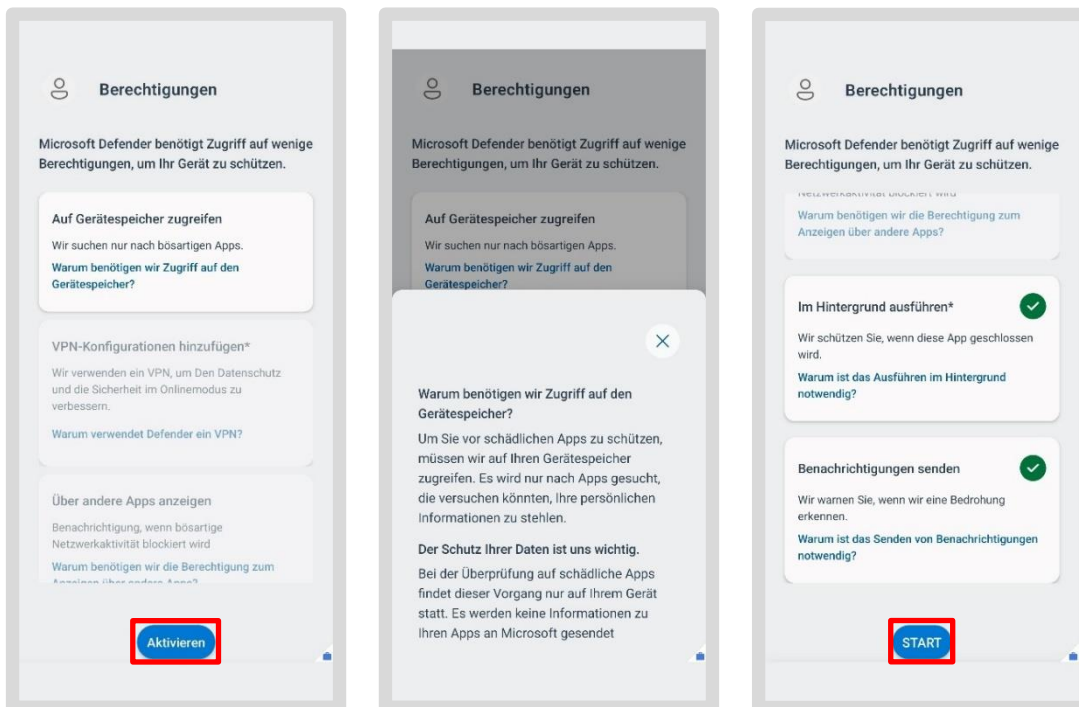 Berechtigungen
Microsoft Defender benötigt Zugriff auf wenige
Berechtigungen, um Ihr Gerät zu schützen.
Auf Gerätespeicher zugreifen
Wir suchen nur nach bösartigen Apps.
Warum benötigen wir Zugriff auf den
Gerätespeicher?
VPN-Konfigurationen hinzufügen*
Wir verwenden ein VPN, um Den Datenschutz
und die Sicherheit im Onlinemodus zu
verbessern.
Warum verwendet Defender ein VPN?
Über andere Apps anzeigen
Benachrichtigung, wenn bösartige
Netzwerkaktivität blockiert wird
Warum benötigen wir die Berechtigung zum
Anzeigen über andere Apps?
Aktivieren
Berechtigungen
Microsoft Defender benötigt Zugriff auf wenige
Berechtigungen, um Ihr Gerät zu schützen.
Auf Gerätespeicher zugreifen
Wir suchen nur nach bösartigen Apps.
Warum benötigen wir Zugriff auf den
Gerätespeicher?
Warum benötigen wir Zugriff auf den
Gerätespeicher?
Um Sie vor schädlichen Apps zu schützen,
müssen wir auf Ihren Gerätespeicher
zugreifen. Es wird nur nach Apps gesucht,
die versuchen könnten, Ihre persönlichen
Informationen zu stehlen.
Der Schutz Ihrer Daten ist uns wichtig.
Bei der Überprüfung auf schädliche Apps
findet dieser Vorgang nur auf Ihrem Gerät
statt. Es werden keine Informationen zu
Ihren Apps an Microsoft gesendet
Berechtigungen
Microsoft Defender benötigt Zugriff auf wenige
Berechtigungen, um Ihr Gerät zu schützen.
Netzwerkaktivität blockiert wird
Warum benötigen wir die Berechtigung zum
Anzeigen über andere Apps?
Im Hintergrund ausführen*
Wir schützen Sie, wenn diese App geschlossen
wird.
Warum ist das Ausführen im Hintergrund
notwendig?
Benachrichtigungen senden
Wir warnen Sie, wenn wir eine Bedrohung
erkennen.
Warum ist das Senden von Benachrichtigungen
notwendig?
START